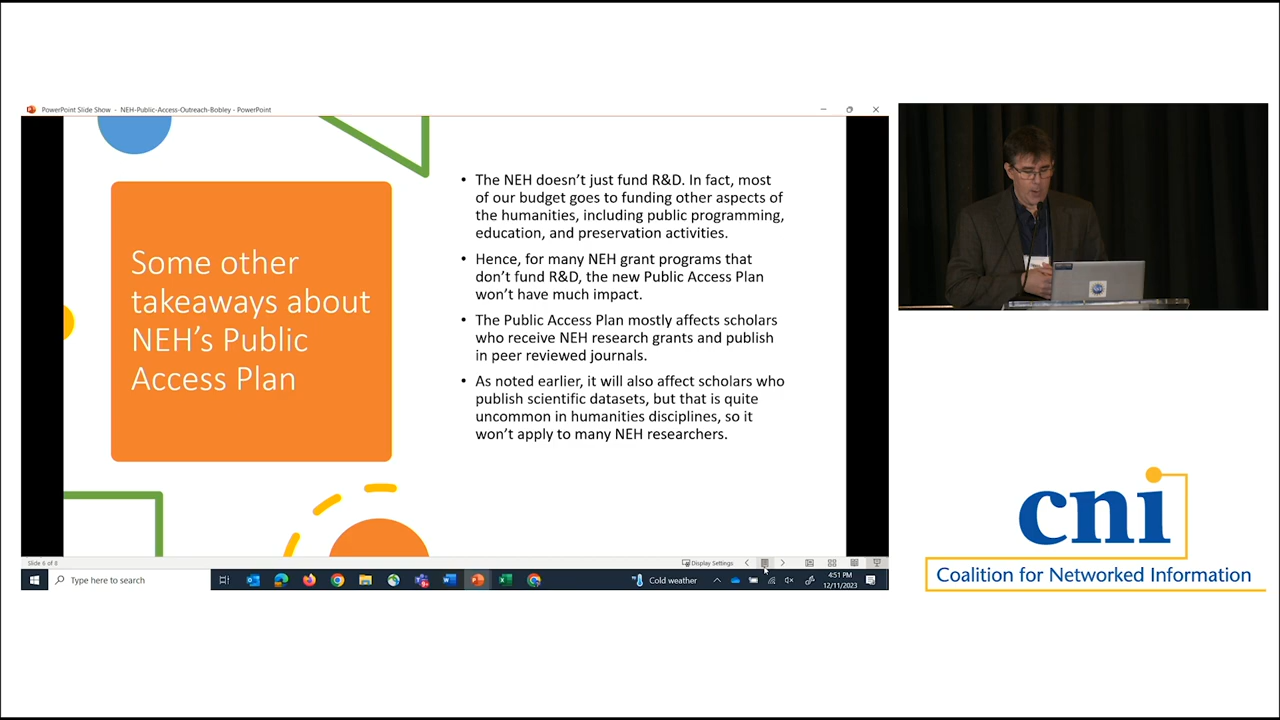 PowerPoint Slide Show - NEH-Public-Access-Outreach-Bobley - PowerPoint
Some other
takeaways about
NEH's Public
Access Plan
• The NEH doesn't just fund R&D. In fact, most
of our budget goes to funding other aspects of
the humanities, including public programming,
education, and preservation activities.
• Hence, for many NEH grant programs that
don't fund R&D, the new Public Access Plan
won't have much impact.
• The Public Access Plan mostly affects scholars
who receive NEH research grants and publish
in peer reviewed journals.
• As noted earlier, it will also affect scholars who
publish scientific datasets, but that is quite
uncommon in humanities disciplines, so it
won't apply to many NEH researchers.
Slide 6 of 8
Display Settings
Type here to search
Cold weather
4:51 PM
12/11/2023
cni
Coalition for Networked Information